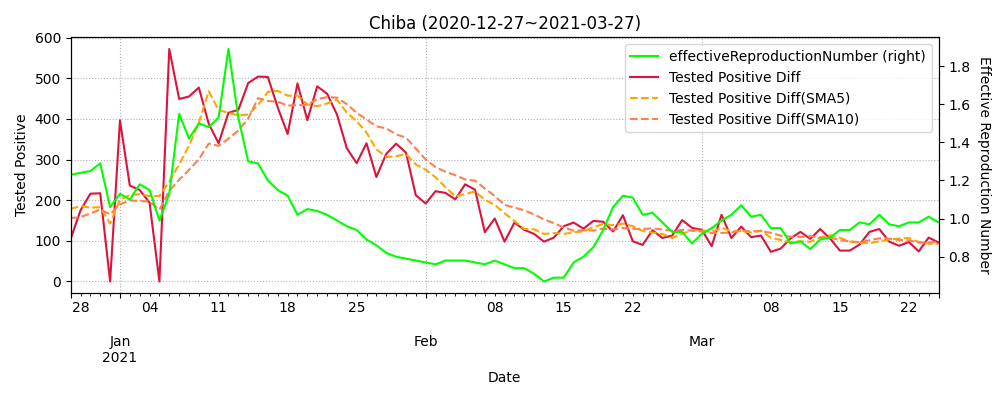 Chiba (2020-12-27~2021-03-27)
effectiveReproductionNumber (right)
Tested Positive Diff
Tested Positive Diff(SMA5)
Tested Positive Diff(SMA10)
Tested Positive
600
500
400
300
200
100
0
1.8
1.6
1.4
1.2
1.0
0.8
Effective Reproduction Number
28 04 11 18 25 08 15 22 08 15 22
Jan Feb Mar
2021
Date